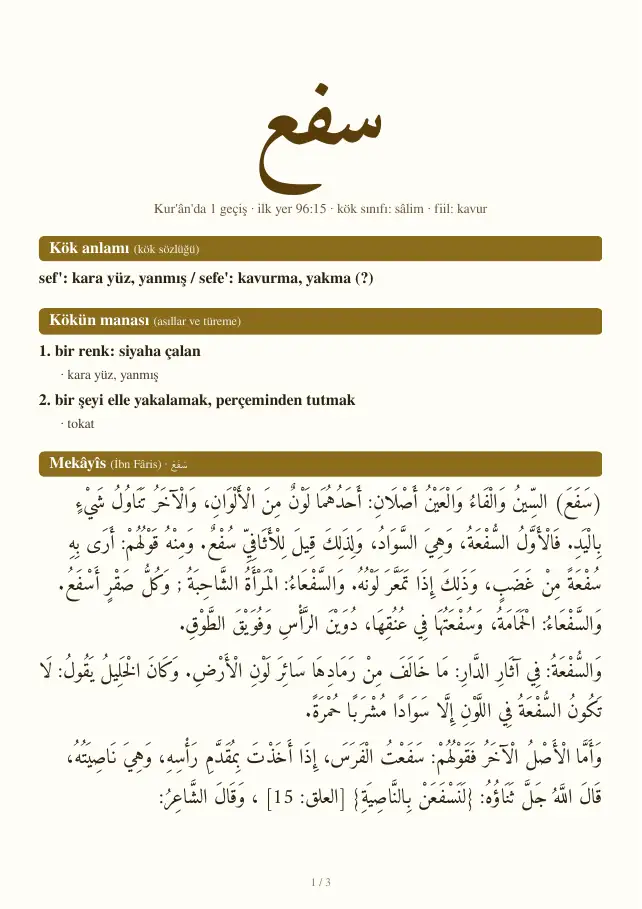 سفع
Kur'ân'da 1 geçiş · ilk yer 96:15 · kök sınıfı: sâlim · fiil: kavur
Kök anlamı (kök sözlüğü)
sef': kara yüz, yanmış / sefe': kavurma, yakma (?)
Kökün manası (asıllar ve türeme)
1. bir renk: siyaha çalan
· kara yüz, yanmış
2. bir şeyi elle yakalamak, perçeminden tutmak
· tokat
Mekâyîs (İbn Fâris) · سَفَعَ
(سَفَعَ) السِّينُ وَالْفَاءُ وَالْعَيْنُ أَصْلَانِ: أَحَدُهُمَا لَوْنٌ مِنَ الْأَلْوَانِ، وَالْآخَرُ تَنَاوُلُ شَيْءٍ
بِالْيَدِ. فَالْأَوَّلُ السُّفْعَةُ، وَهِيَ السَّوَادُ، وَلِذَلِكَ قِيلَ لِلْأَثَافِيِّ سُفْعٌ. وَمِنْهُ قَوْلُهُمْ: أَرَى بِهِ
سُفْعَةً مِنْ غَضَبٍ، وَذَلِكَ إِذَا تَمَعَّرَ لَوْنُهُ. وَالسَّفْعَاءُ: الْمَرْأَةُ الشَّاحِبَةُ ; وَكُلُّ صَقْرٍ أَسْفَعُ.
وَالسَّفْعَاءُ: الْحَمَامَةُ، وَسُفْعَتُهَا فِي عُنُقِهَا، دُوَيْنَ الرَّأْسِ وَفُوَيْقَ الطَّوْقِ.
وَالسُّفْعَةُ: فِي آثَارِ الدَّارِ: مَا خَالَفَ مِنْ رَمَادِهَا سَائِرَ لَوْنِ الْأَرْضِ. وَكَانَ الْخَلِيلُ يَقُولُ: لَا
تَكُونُ السُّفْعَةُ فِي اللَّوْنِ إِلَّا سَوَادًا مُشْرَبًا حُمْرَةً.
وَأَمَّا الْأَصْلُ الْآخَرُ فَقَوْلُهُمْ: سَفَعْتُ الْفَرَسَ، إِذَا أَخَذْتَ بِمُقَدَّمِ رَأْسِهِ، وَهِيَ نَاصِيَتُهُ،
قَالَ اللَّهُ جَلَّ ثَنَاؤُهُ: {لَنَسْفَعَنْ بِالنَّاصِيَةِ} [العلق: 15] ، وَقَالَ الشَّاعِرُ:
1 / 3